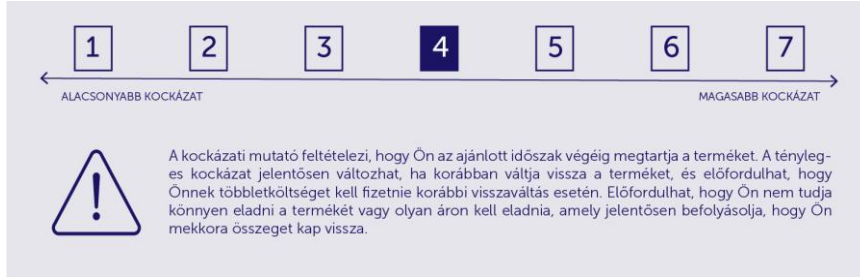 1 2 3 4 5 6 7
ALACSONYABB KOCKÁZAT MAGASABB KOCKÁZAT
A kockázati mutató feltételezi, hogy Ön az ajánlott időszak végéig megtartja a terméket. A tényleg-
es kockázat jelentősen változhat, ha korábban váltja vissza a terméket, és előfordulhat, hogy
Önnek többletköltséget kell fizetnie korábbi visszaváltás esetén. Előfordulhat, hogy Ön nem tudja
könnyen eladni a termékét vagy olyan áron kell eladnia, amely jelentősen befolyásolja, hogy Ön
mekkora összeget kap vissza.